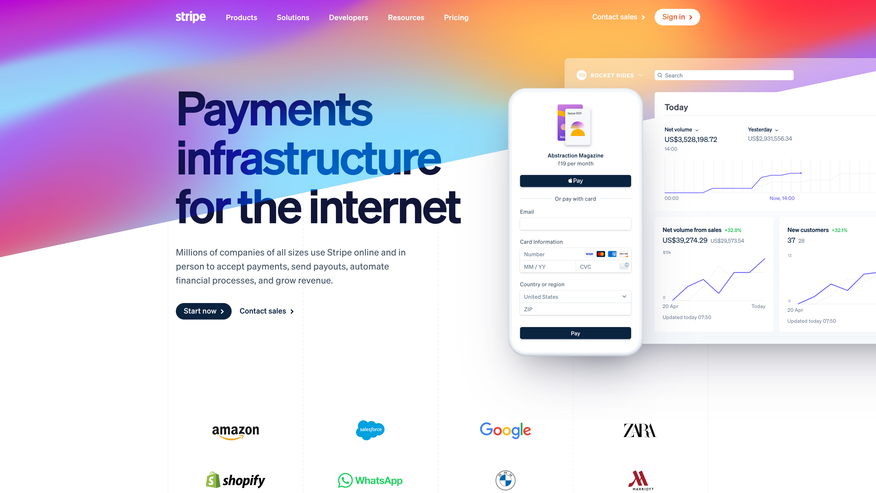 stripe
Products
Solutions
Developers
Resources
Pricing
Contact sales
Sign in
Payments
infrastructure
for the internet
Millions of companies of all sizes use Stripe online and in
person to accept payments, send payouts, automate
financial processes, and grow revenue.
Start now
Contact sales
ROCKET RIDES
Search
Today
Net volume
US$3,528,198.72
14:00
Yesterday
US$2,931,556.34
00:00
Now, 14:00
Net volume from sales +32.8%
US$39,274.29 US$29,573.54
0
20 Apr
Today
Updated today 07:50
New customers +32.1%
37 28
12
0
20 Apr
Updated today 07:50
Abstraction Magazine
₹19 per month
Pay
Or pay with card
Email
Card Information
Number
VISA
MM / YY
CVC
Country or region
United States
ZIP
Pay
amazon
salesforce
Google
ZARA
shopify
WhatsApp
BMW
MARRIOTT